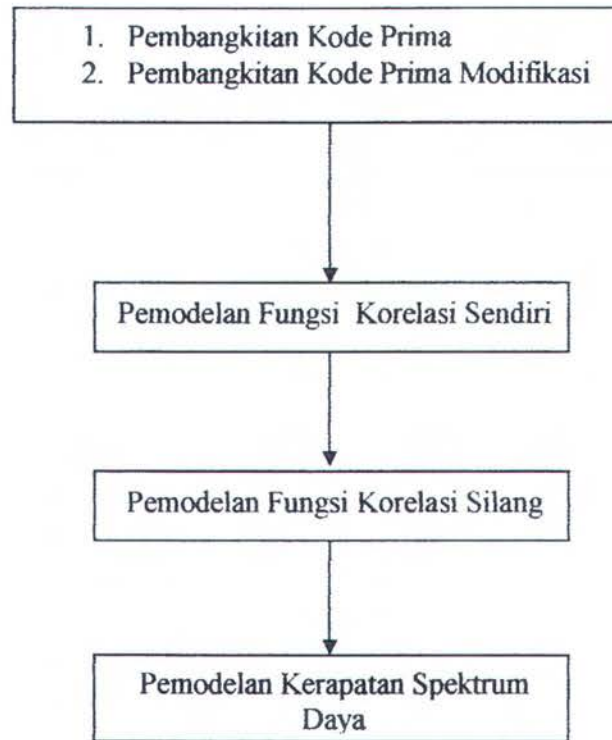 1. Pembangkitan Kode Prima
2. Pembangkitan Kode Prima Modifikasi
Pemodelan Fungsi Korelasi Sendiri
Pemodelan Fungsi Korelasi Silang
Pemodelan Kerapatan Spektrum
Daya